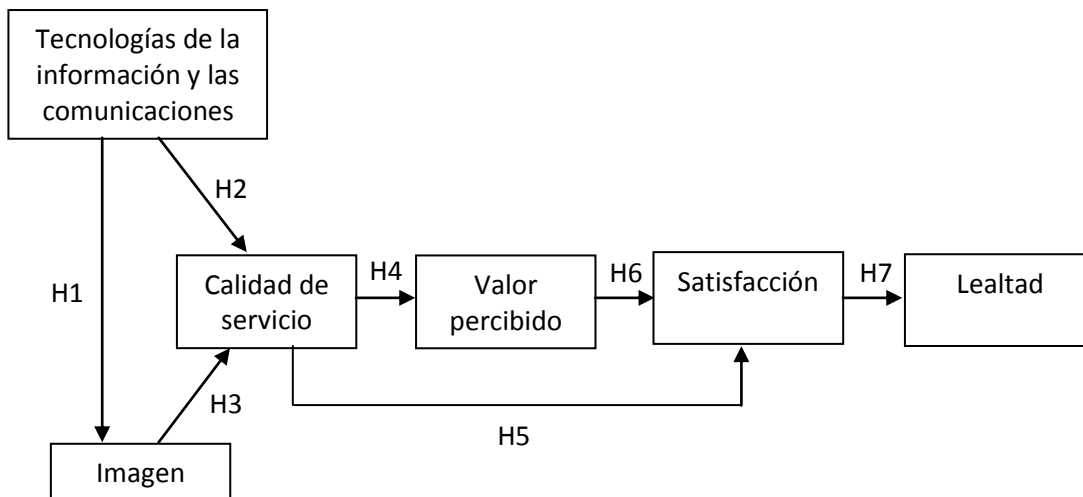 Tecnologías de la
información y las
comunicaciones
H2
H1
Calidad de
servicio
H4
Valor
percibido
H6
Satisfacción
H7
Lealtad
H3
H5
Imagen